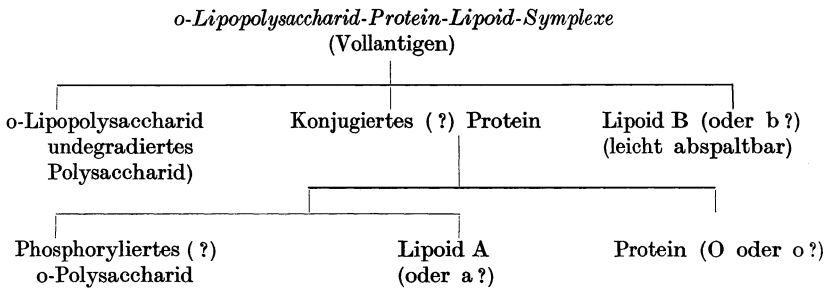 o-Lipopolysaccharid-Protein-Lipoid-Symplexe
(Vollantigen)
o-Lipopolysaccharid
undegradiertes
Polysaccharid)
Konjugiertes (?) Protein
Lipoid B (oder b?)
(leicht abspaltbar)
Phosphoryliertes (?)
o-Polysaccharid
Lipoid A
(oder a?)
Protein (O oder o?)